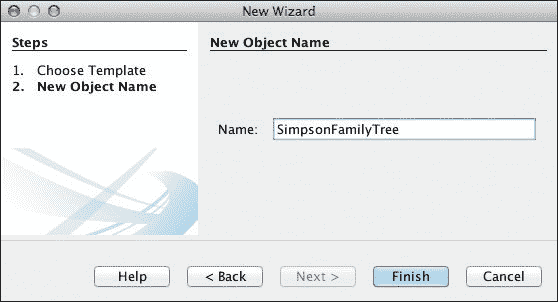 New Wizard
Steps
1. Choose Template
2. New Object Name
New Object Name
Name: SimpsonFamilyTree
Help
< Back
Next >
Finish
Cancel